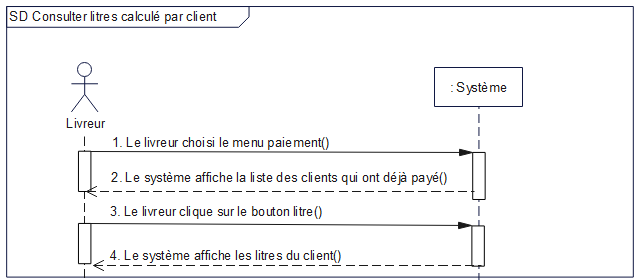 SD Consulter litres calculé par client
: Système
Livreur
1. Le livreur choisi le menu paiement()
2. Le système affiche la liste des clients qui ont déjà payé()
3. Le livreur clique sur le bouton litre()
4. Le système affiche les litres du client()